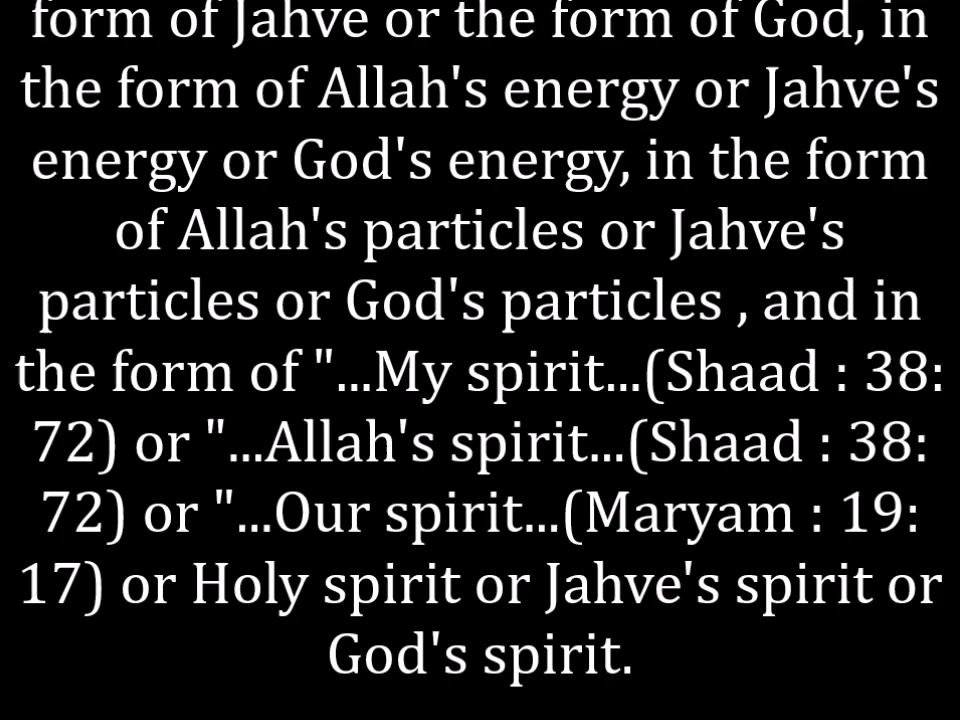 form of Jahve or the form of God, in
the form of Allah's energy or Jahve's
energy or God's energy, in the form
of Allah's particles or Jahve's
particles or God's particles , and in
the form of "...My spirit...(Shaad : 38:
72) or "...Allah's spirit...(Shaad : 38:
72) or "...Our spirit...(Maryam : 19:
17) or Holy spirit or Jahve's spirit or
God's spirit.